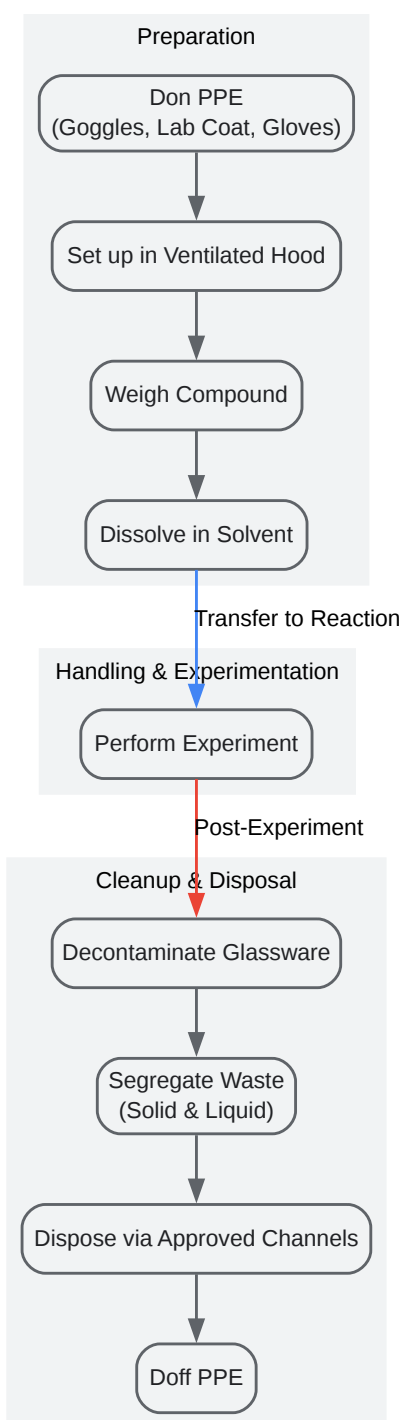 Preparation
Don PPE
(Goggles, Lab Coat, Gloves)
Set up in Ventilated Hood
Weigh Compound
Dissolve in Solvent
Transfer to Reaction
Handling & Experimentation
Perform Experiment
Post-Experiment
Cleanup & Disposal
Decontaminate Glassware
Segregate Waste
(Solid & Liquid)
Dispose via Approved Channels
Doff PPE